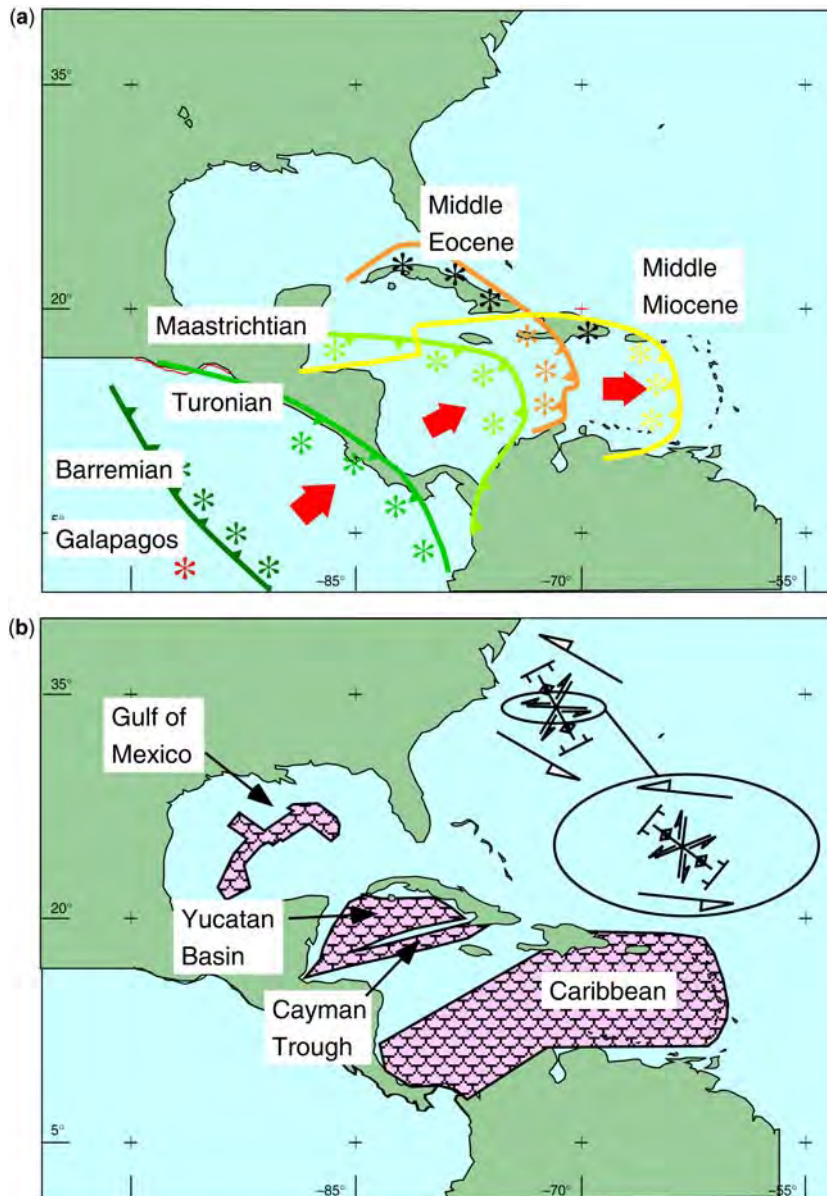 (a)
35°
Middle
Eocene
Middle
Miocene
20°
Maastrichtian
Turonian
Barremian
5°
Galapagos
−85°
−70°
−55°
(b)
35°
Gulf of
Mexico
20°
Yucatan
Basin
Caribbean
Cayman
Trough
5°
−85°
−70°
−55°